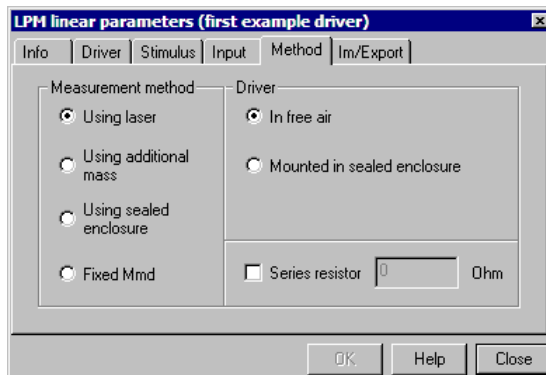 LPM linear parameters (first example driver)
Info Driver Stimulus Input Method Im/Export
Measurement method
Using laser
Using additional
mass
Using sealed
enclosure
Fixed Mmd
Driver
In free air
Mounted in sealed enclosure
Series resistor 0 Ohm
OK Help Close